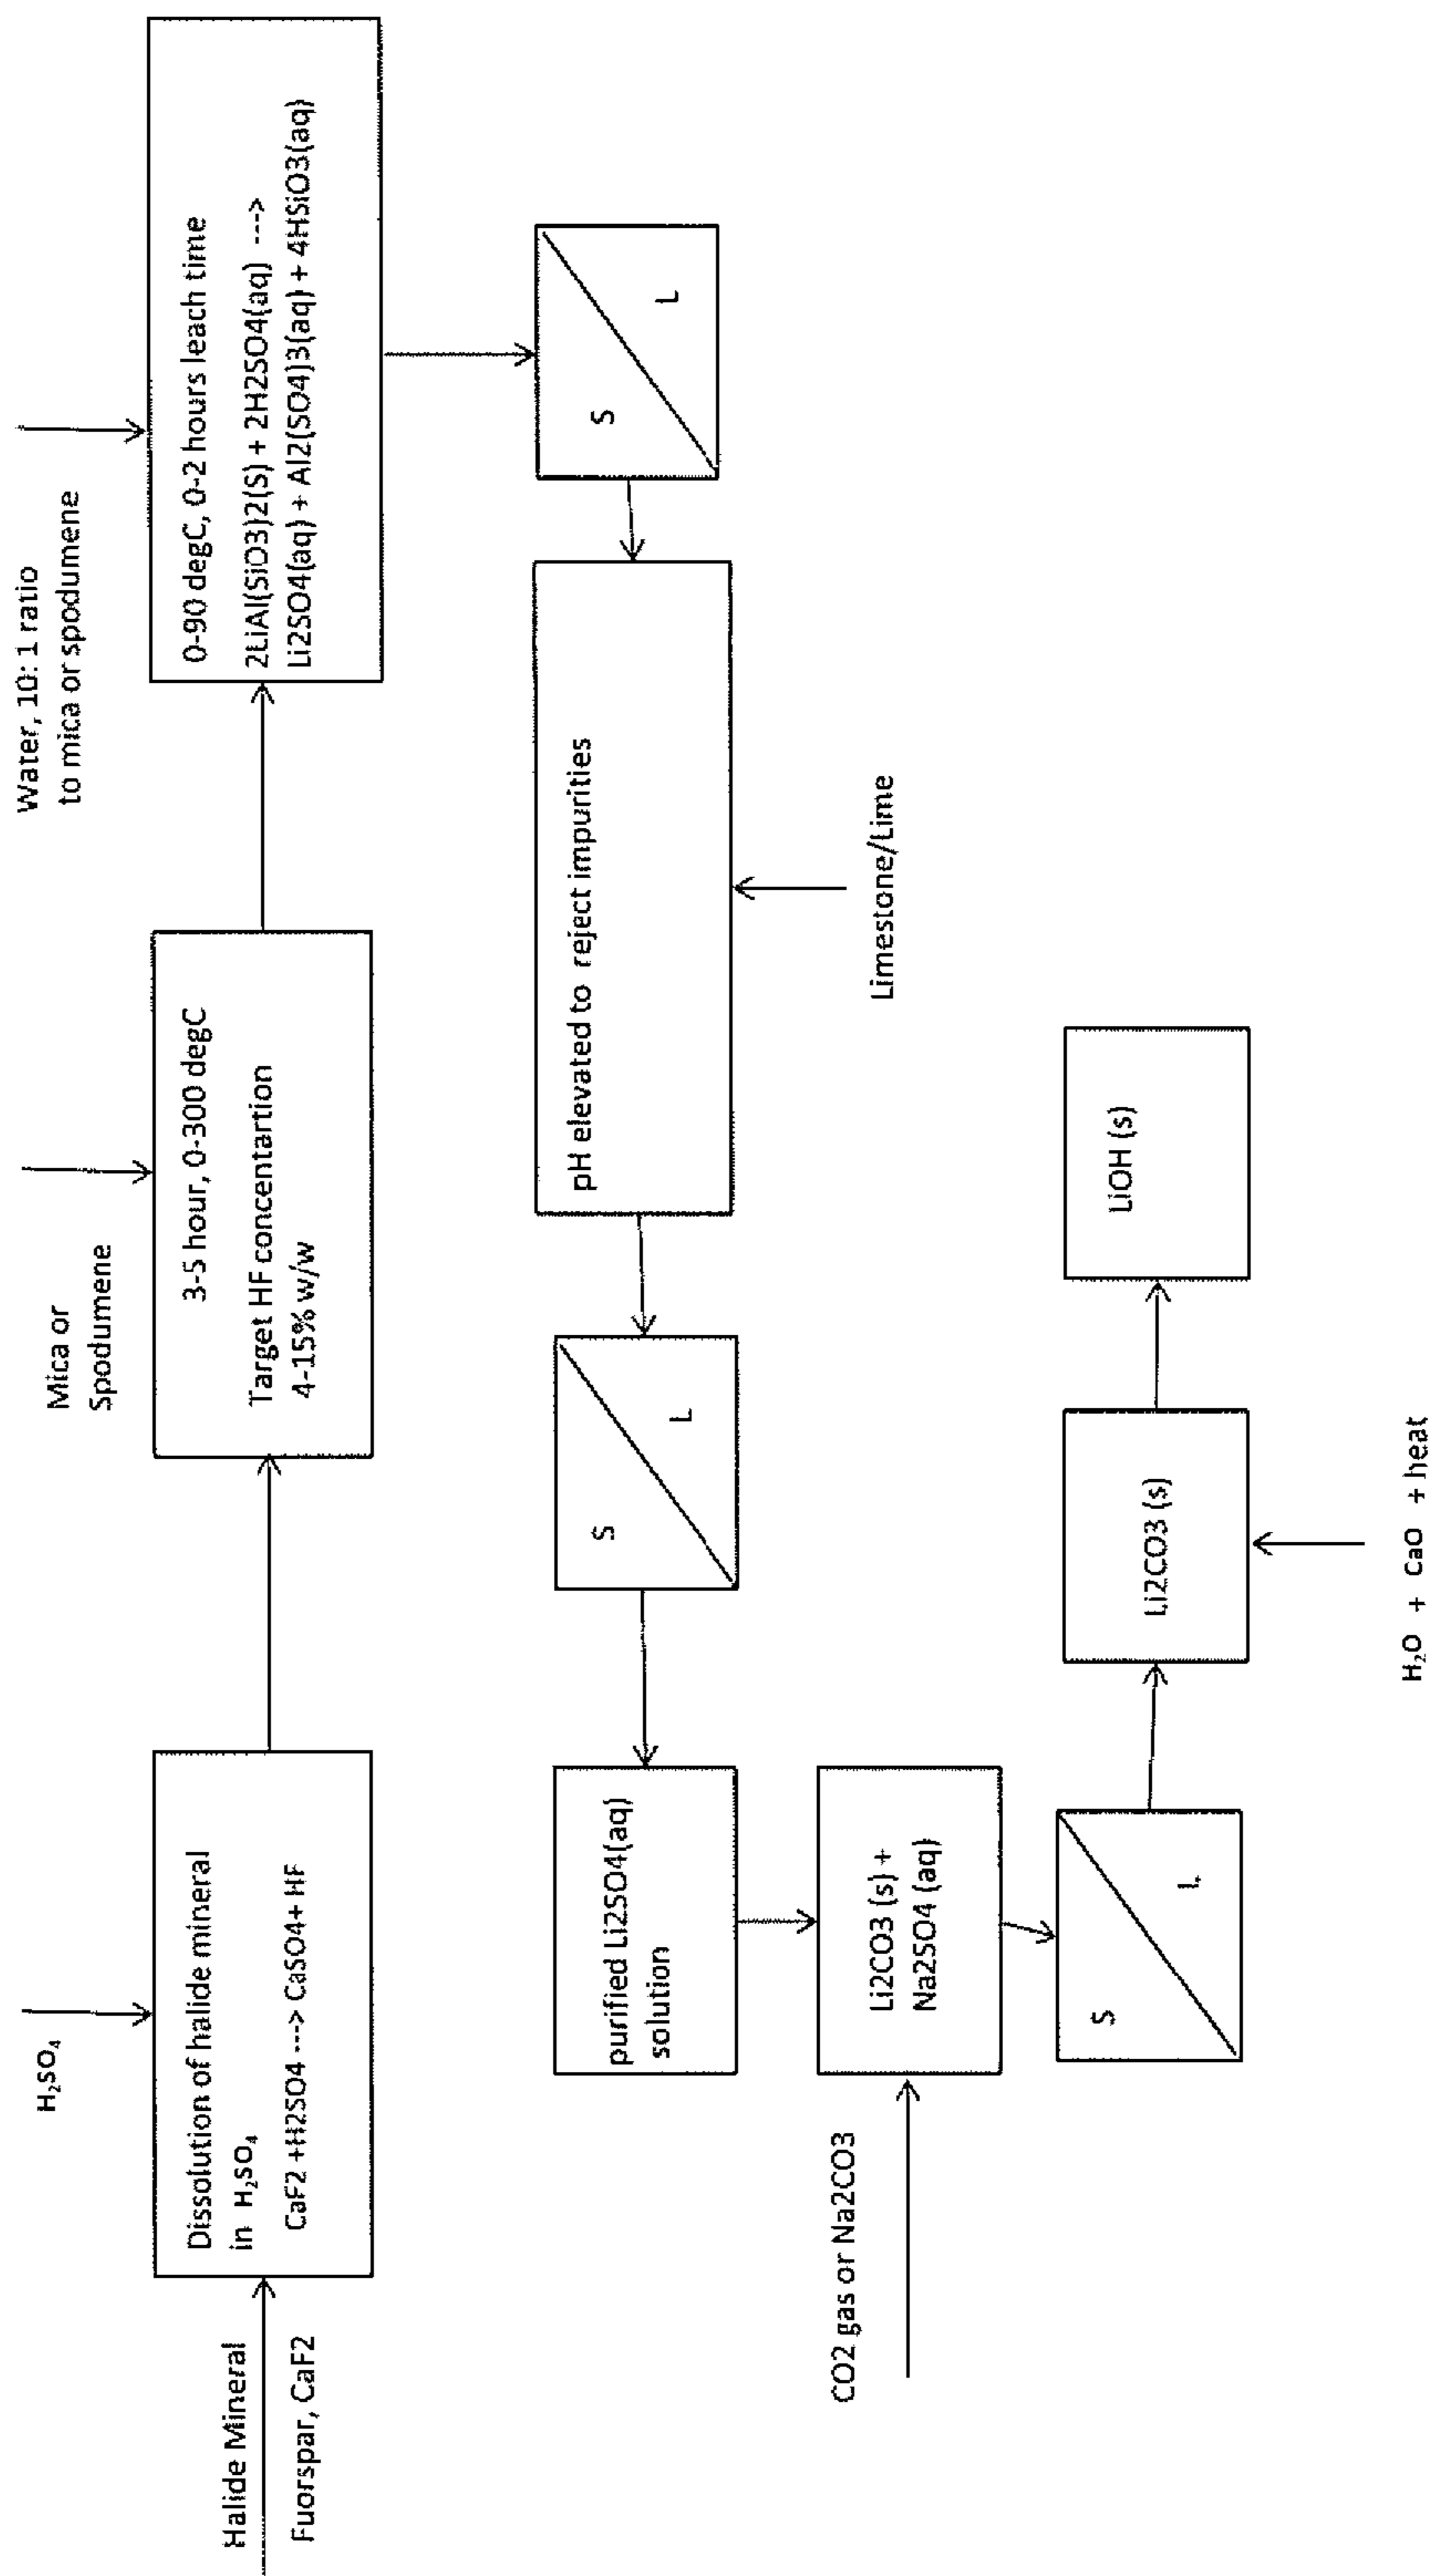 Halide Mineral
Fuorspar, CaF2
H₂SO₄
Dissolution of halide mineral
in H₂SO₄
CaF2 +H2SO4 ---> CaSO4+ HF
Mica or
Spodumene
3-5 hour, 0-300 degC
Target HF concentartion
4-15% w/w
Water, 10:1 ratio
to mica or spodumene
0-90 degC, 0-2 hours leach time
2LiAl(SiO3)2(S) + 2H2SO4(aq) --->
Li2SO4(aq) + Al2(SO4)3(aq) + 4HSiO3(aq)
S
L
pH elevated to reject impurities
Limestone/Lime
S
L
purified Li2SO4(aq)
solution
CO2 gas or Na2CO3
Li2CO3 (s) +
Na2SO4 (aq)
S
L
Li2CO3 (s)
H₂O + CaO + heat
LiOH (s)